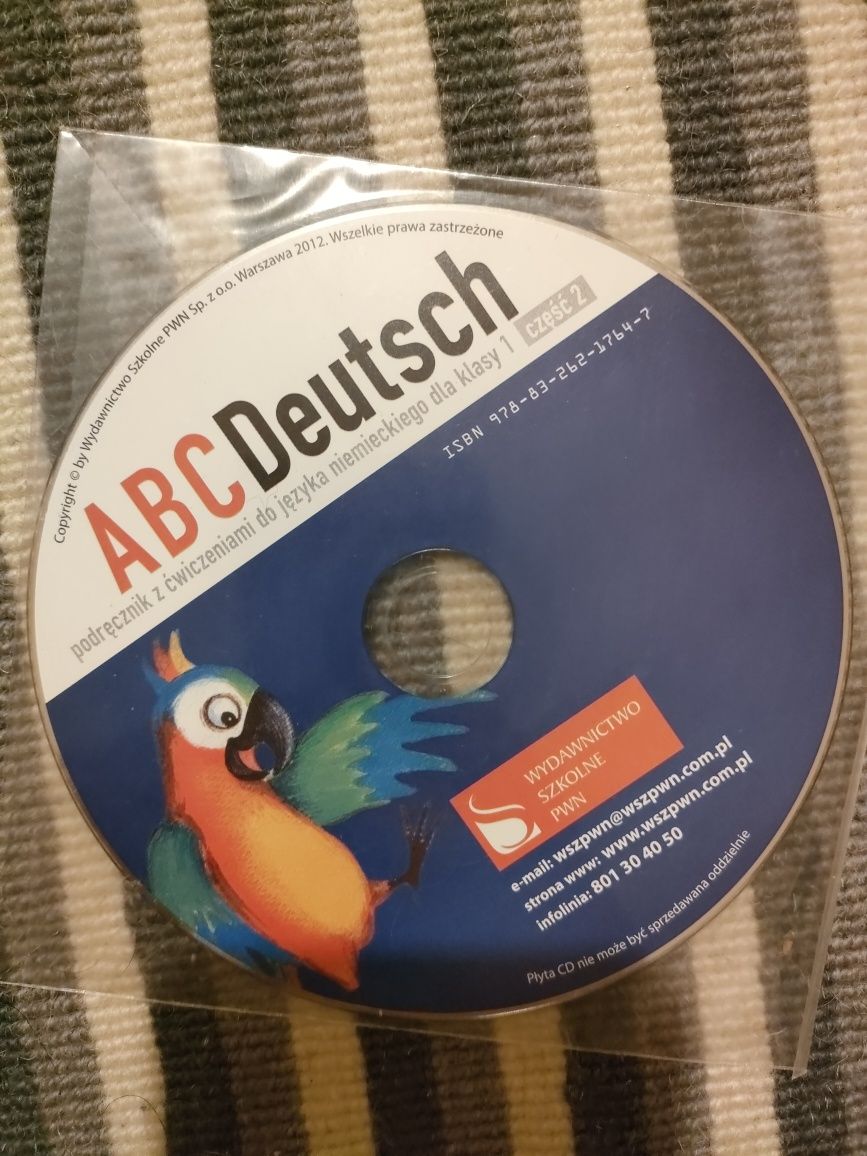 Copyright © by Wydawnictwo Szkolne PWN Sp. z o.o. Warszawa 2012. Wszelkie prawa zastrzeżone
ABCDeutsch
podręcznik z ćwiczeniami do języka niemieckiego dla klasy 1 część 2
ISBN 978-83-262-1764-7
WYDAWNICTWO
SZKOLNE
PWN
e-mail: wszpwn@wszpwn.com.pl
strona www: www.wszpwn.com.pl
infolinia: 801 30 40 50
Płyta CD nie może być sprzedawana oddzielnie